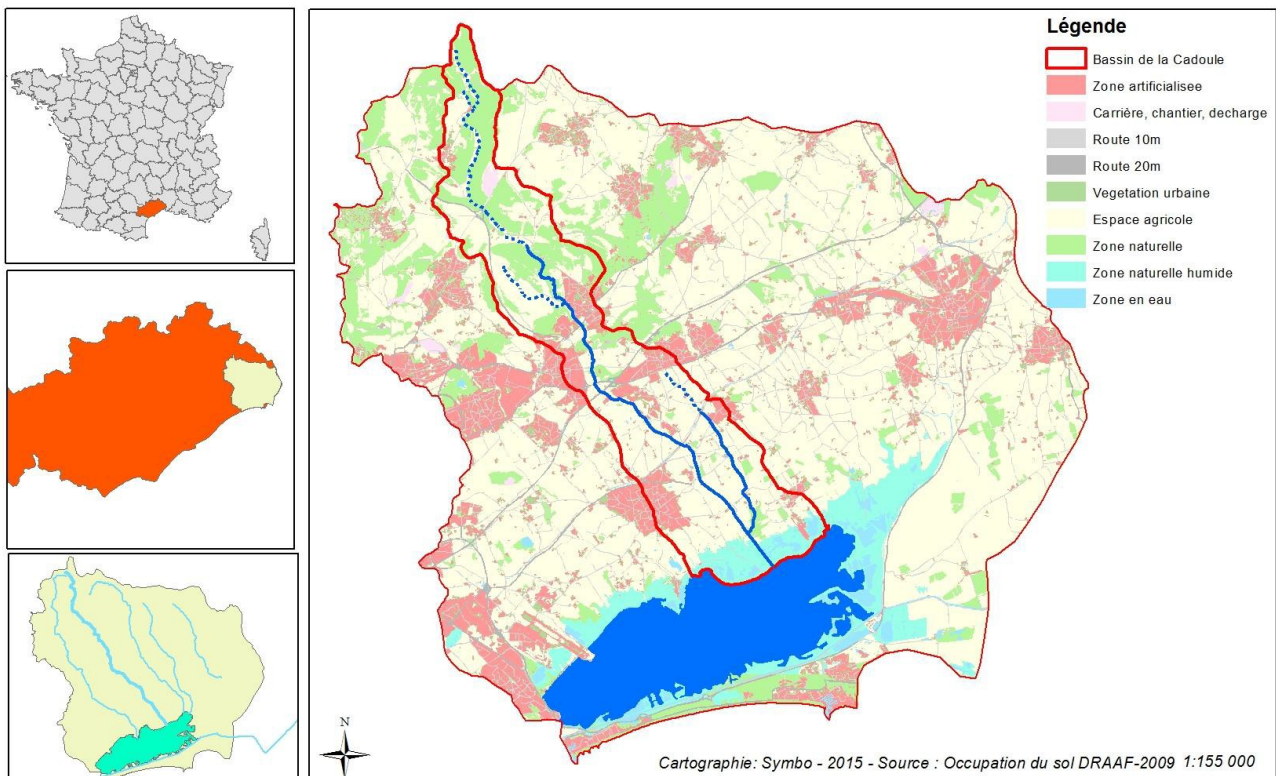 Légende
Bassin de la Cadoule
Zone artificialisee
Carrière, chantier, decharge
Route 10m
Route 20m
Vegetation urbaine
Espace agricole
Zone naturelle
Zone naturelle humide
Zone en eau
N
Cartographie: Symbo - 2015 - Source : Occupation du sol DRAAF-2009 1:155 000